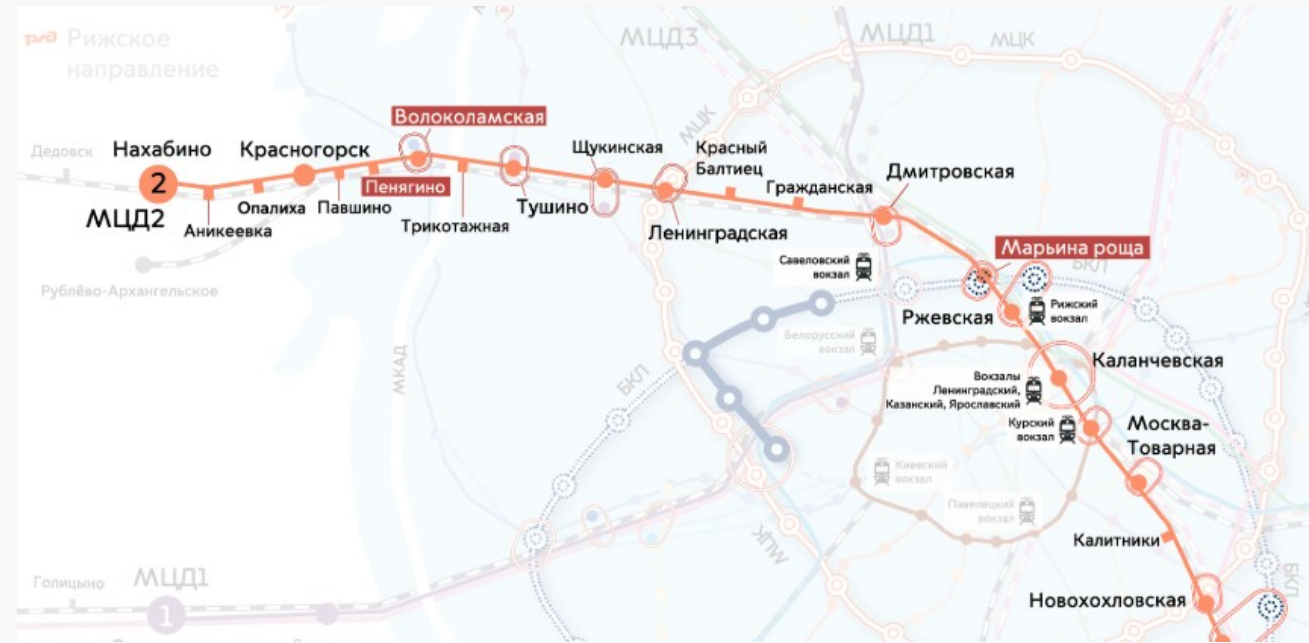 РЖД Рижское
направление
МЦД3
МЦД1
МЦК
МЦК
Волоколамская
Дедовск
Нахабино
Красногорск
Щукинская
Красный
Балтиец
Дмитровская
2
МЦД2
Аникеевка
Опалиха
Павшино
Пенягино
Трикотажная
Тушино
Гражданская
Ленинградская
Марьина роща
БКЛ
Савеловский
вокзал
Рублёво-Архангельское
Ржевская
Рижский
вокзал
Белорусский
вокзал
МКАД
БКЛ
Каланчевская
Вокзалы
Ленинградский,
Казанский, Ярославский
Курский
вокзал
Москва-
Товарная
Киевский
вокзал
Павелецкий
вокзал
МЦК
Калитники
БКЛ
Голицыно
МЦД1
1
Новохохловская